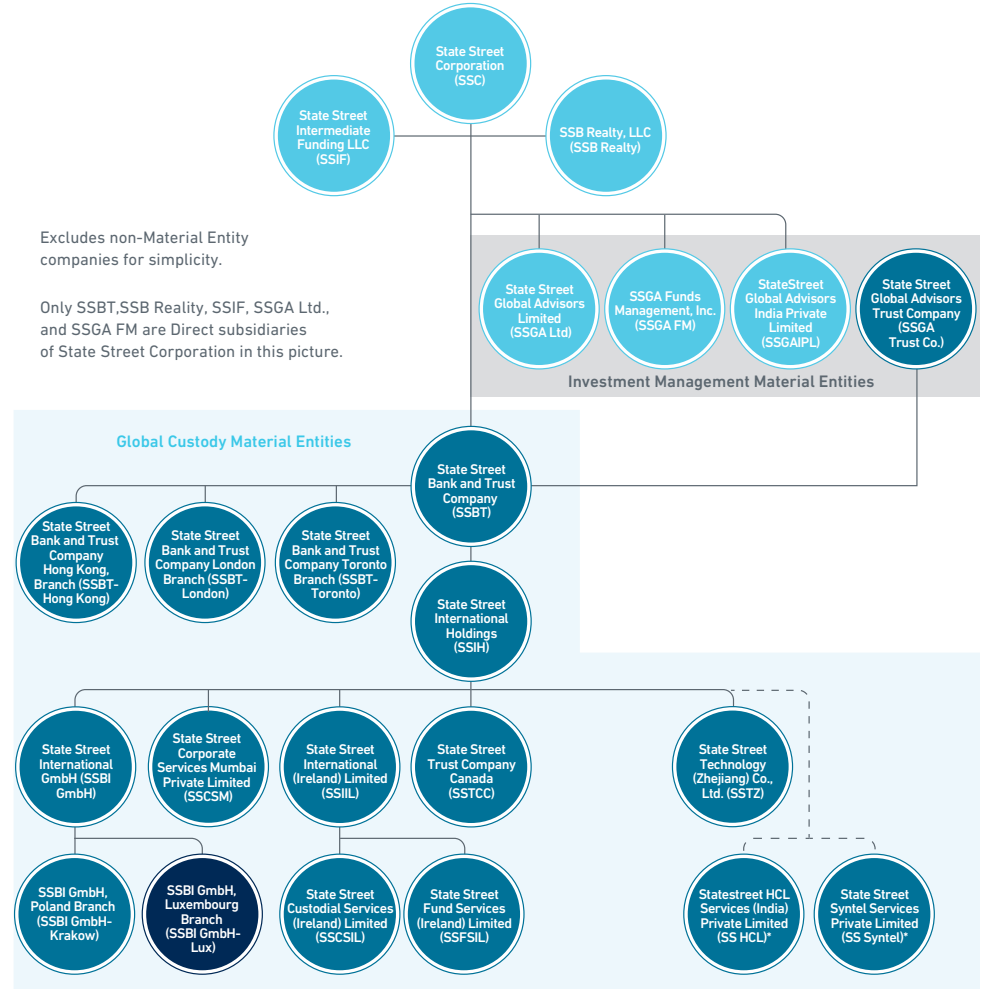 State Street
Corporation
(SSC)
State Street
Intermediate
Funding LLC
(SSIF)
SSB Realty, LLC
(SSB Realty)
Excludes non-Material Entity
companies for simplicity.
Only SSBT,SSB Reality, SSIF, SSGA Ltd.,
and SSGA FM are Direct subsidiaries
of State Street Corporation in this picture.
State Street
Global Advisors
Limited
(SSGA Ltd)
SSGA Funds
Management, Inc.
(SSGA FM)
StateStreet
Global Advisors
India Private
Limited
(SSGAIPL)
State Street
Global Advisors
Trust Company
(SSGA
Trust Co.)
Investment Management Material Entities
Global Custody Material Entities
State Street
Bank and Trust
Company
(SSBT)
State Street
Bank and Trust
Company
Hong Kong,
Branch (SSBT-
Hong Kong)
State Street
Bank and Trust
Company London
Branch (SSBT-
London)
State Street
Bank and Trust
Company Toronto
Branch (SSBT-
Toronto)
State Street
International
Holdings
(SSIH)
State Street
International
GmbH (SSBI
GmbH)
State Street
Corporate
Services Mumbai
Private Limited
(SSCSM)
State Street
International
(Ireland) Limited
(SSIIL)
State Street
Trust Company
Canada
(SSTCC)
State Street
Technology
(Zhejiang) Co.,
Ltd. (SSTZ)
SSBI GmbH,
Poland Branch
(SSBI GmbH-
Krakow)
SSBI GmbH,
Luxembourg
Branch
(SSBI GmbH-
Lux)
State Street
Custodial Services
(Ireland) Limited
(SSCSIL)
State Street
Fund Services
(Ireland) Limited
(SSFSIL)
Statestreet HCL
Services (India)
Private Limited
(SS HCL)*
State Street
Syntel Services
Private Limited
(SS Syntel)*